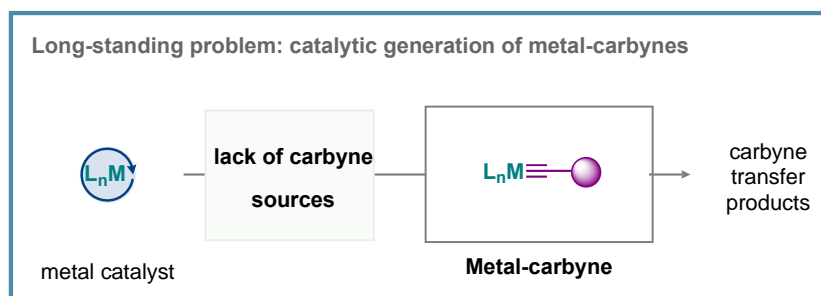 Long-standing problem: catalytic generation of metal-carbynes
LnM
metal catalyst
lack of carbyne
sources
LnM
Metal-carbyne
carbyne
transfer
products